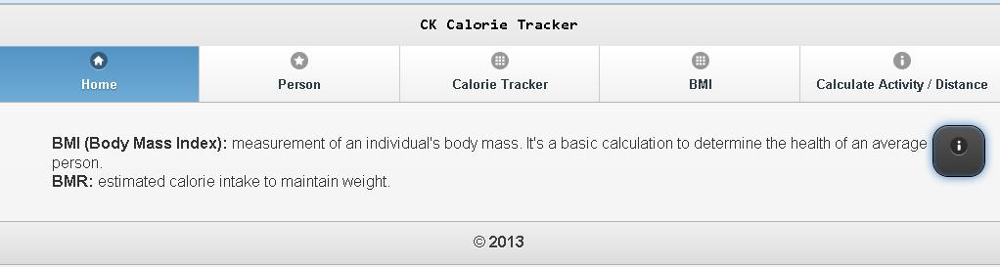 CK Calorie Tracker
Home Person Calorie Tracker BMI Calculate Activity / Distance
BMI (Body Mass Index): measurement of an individual's body mass. It's a basic calculation to determine the health of an average
person.
BMR: estimated calorie intake to maintain weight.
© 2013